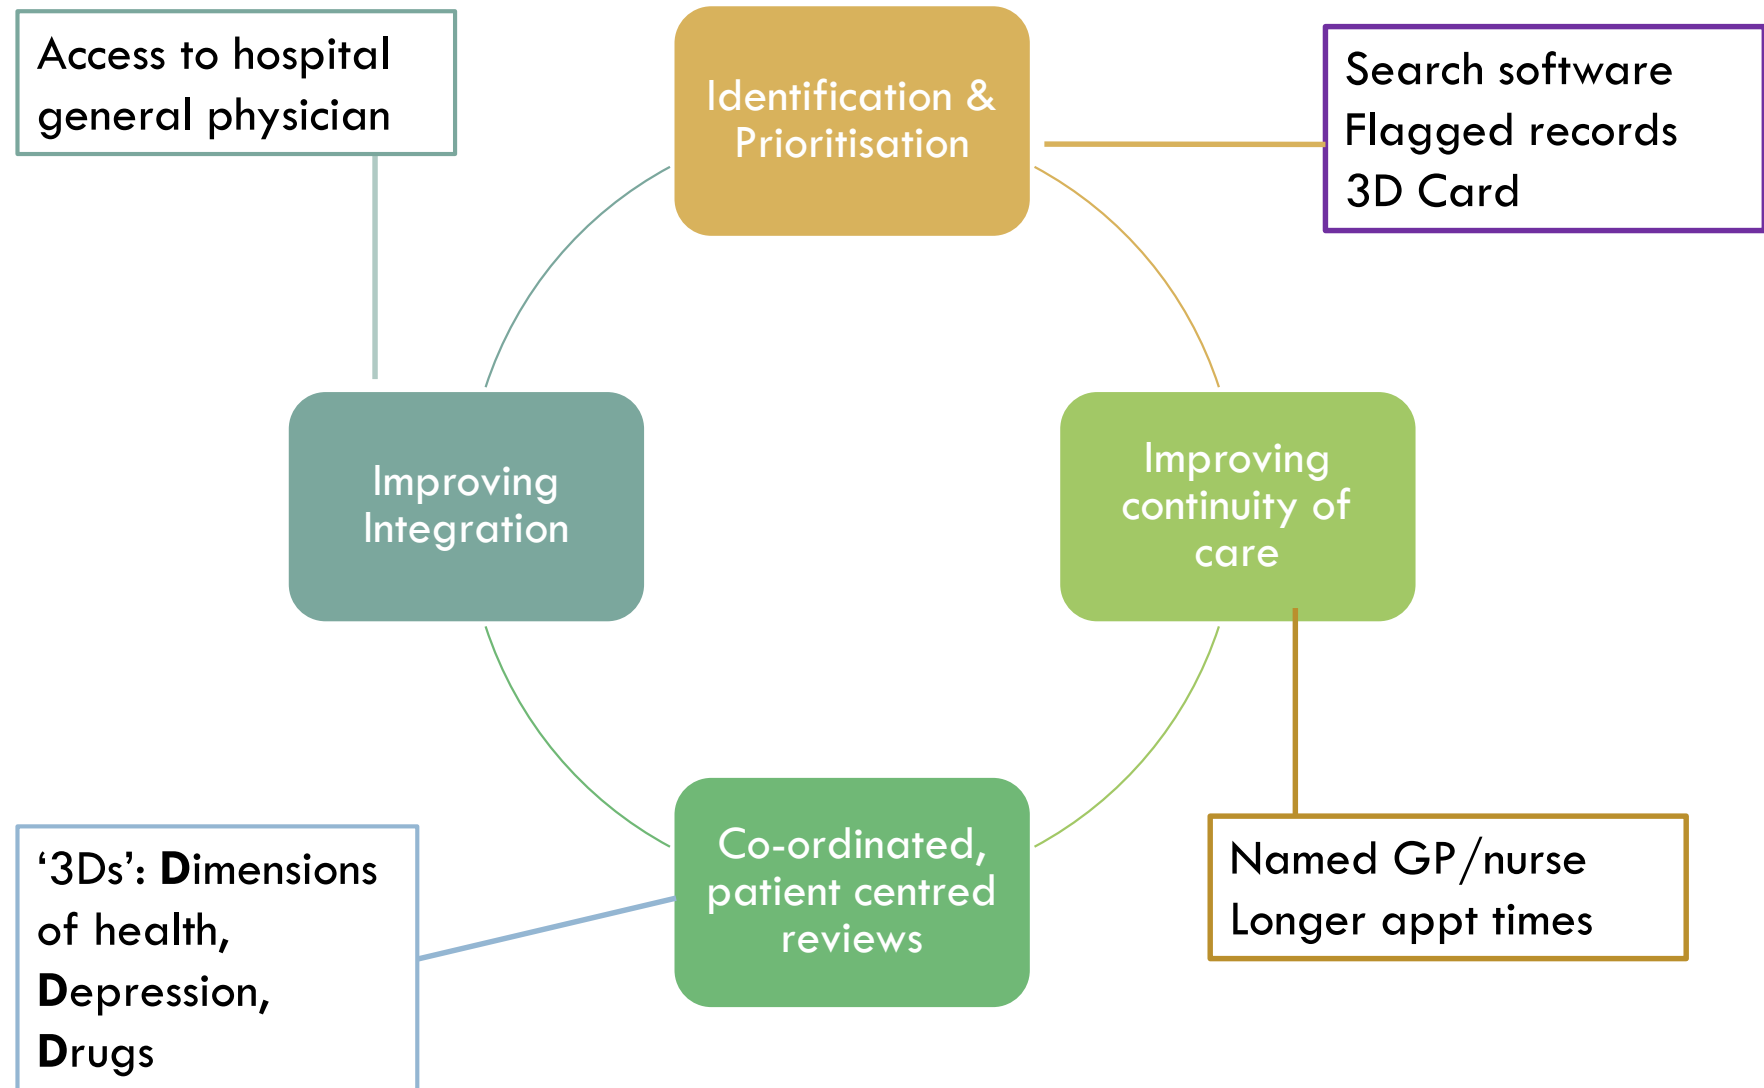 Access to hospital
general physician
Identification &
Prioritisation
Search software
Flagged records
3D Card
Improving
Integration
Improving
continuity of
care
Co-ordinated,
patient centred
reviews
‘3Ds’: Dimensions
of health,
Depression,
Drugs
Named GP/nurse
Longer appt times